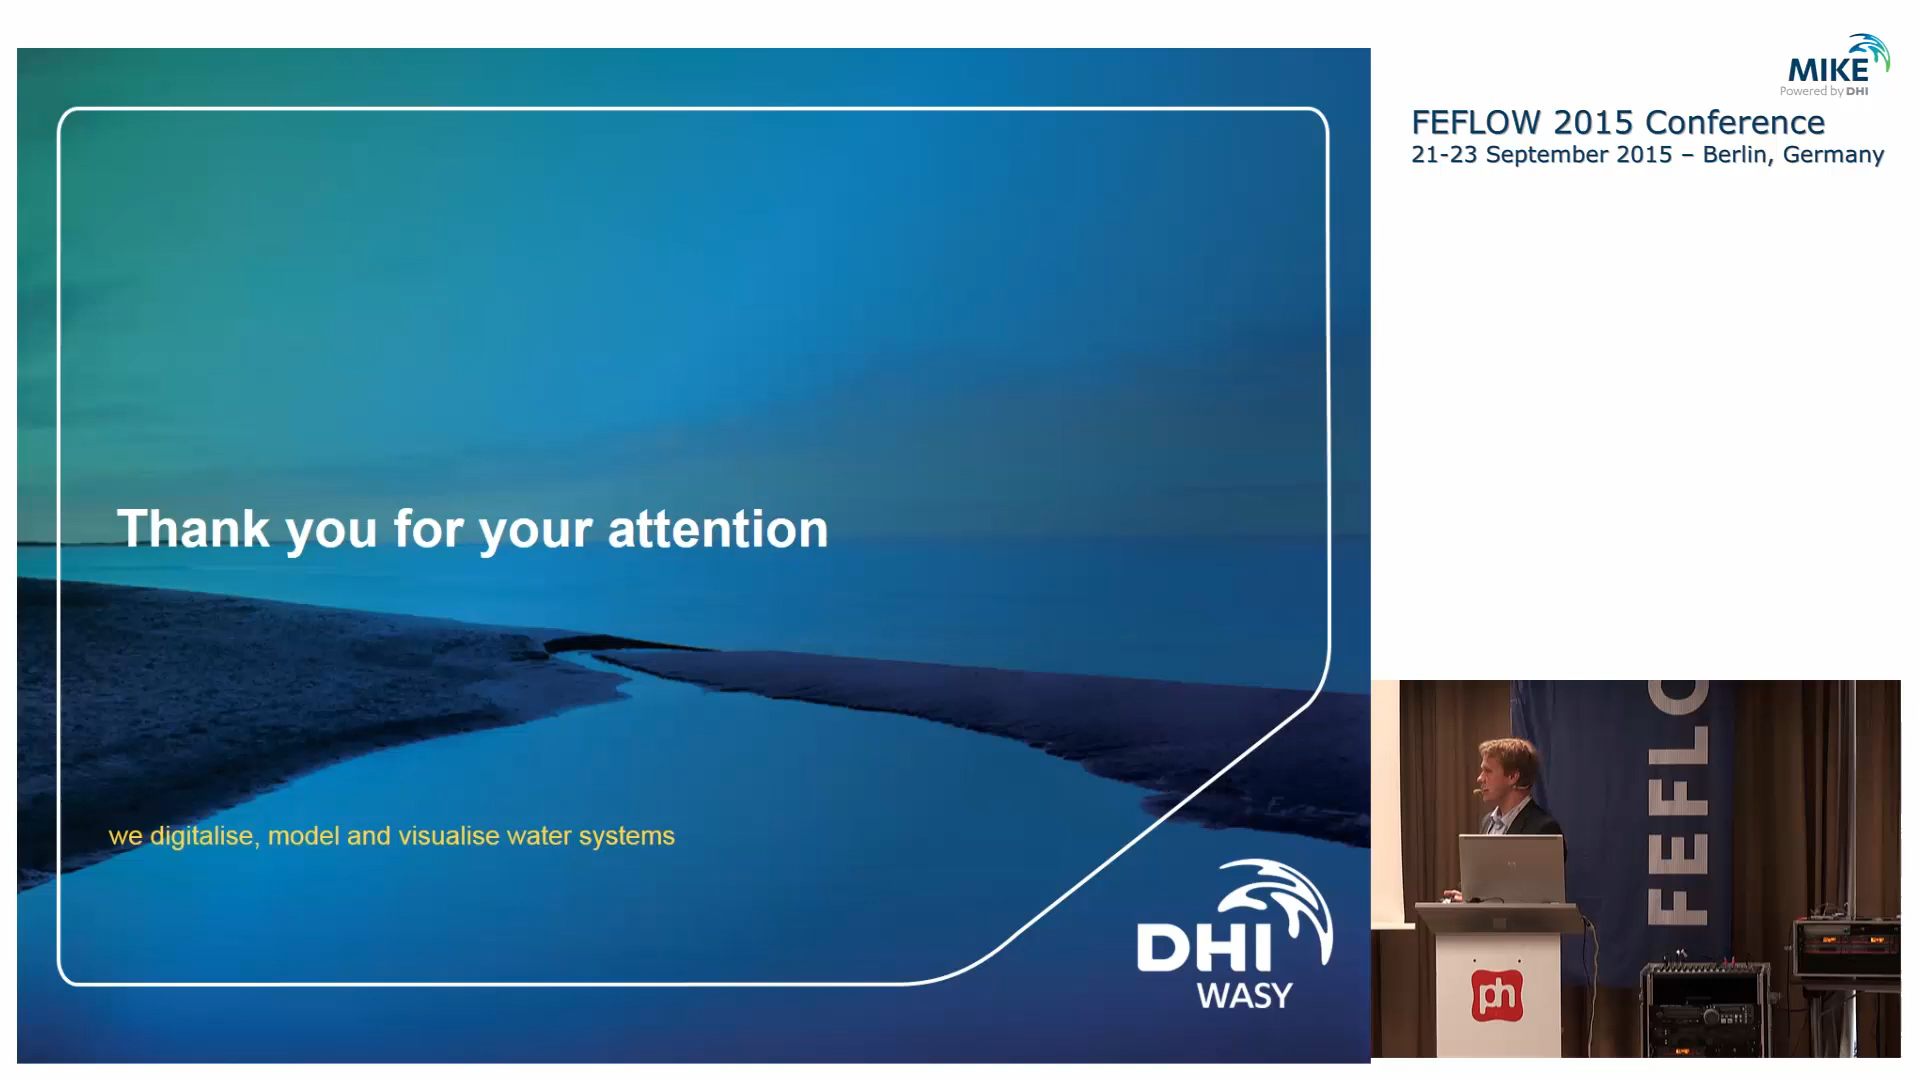 Thank you for your attention
we digitalise, model and visualise water systems
DHI
WASY
MIKE
Powered by DHI
FEFLOW 2015 Conference
21-23 September 2015 – Berlin, Germany
FEFLO
ph